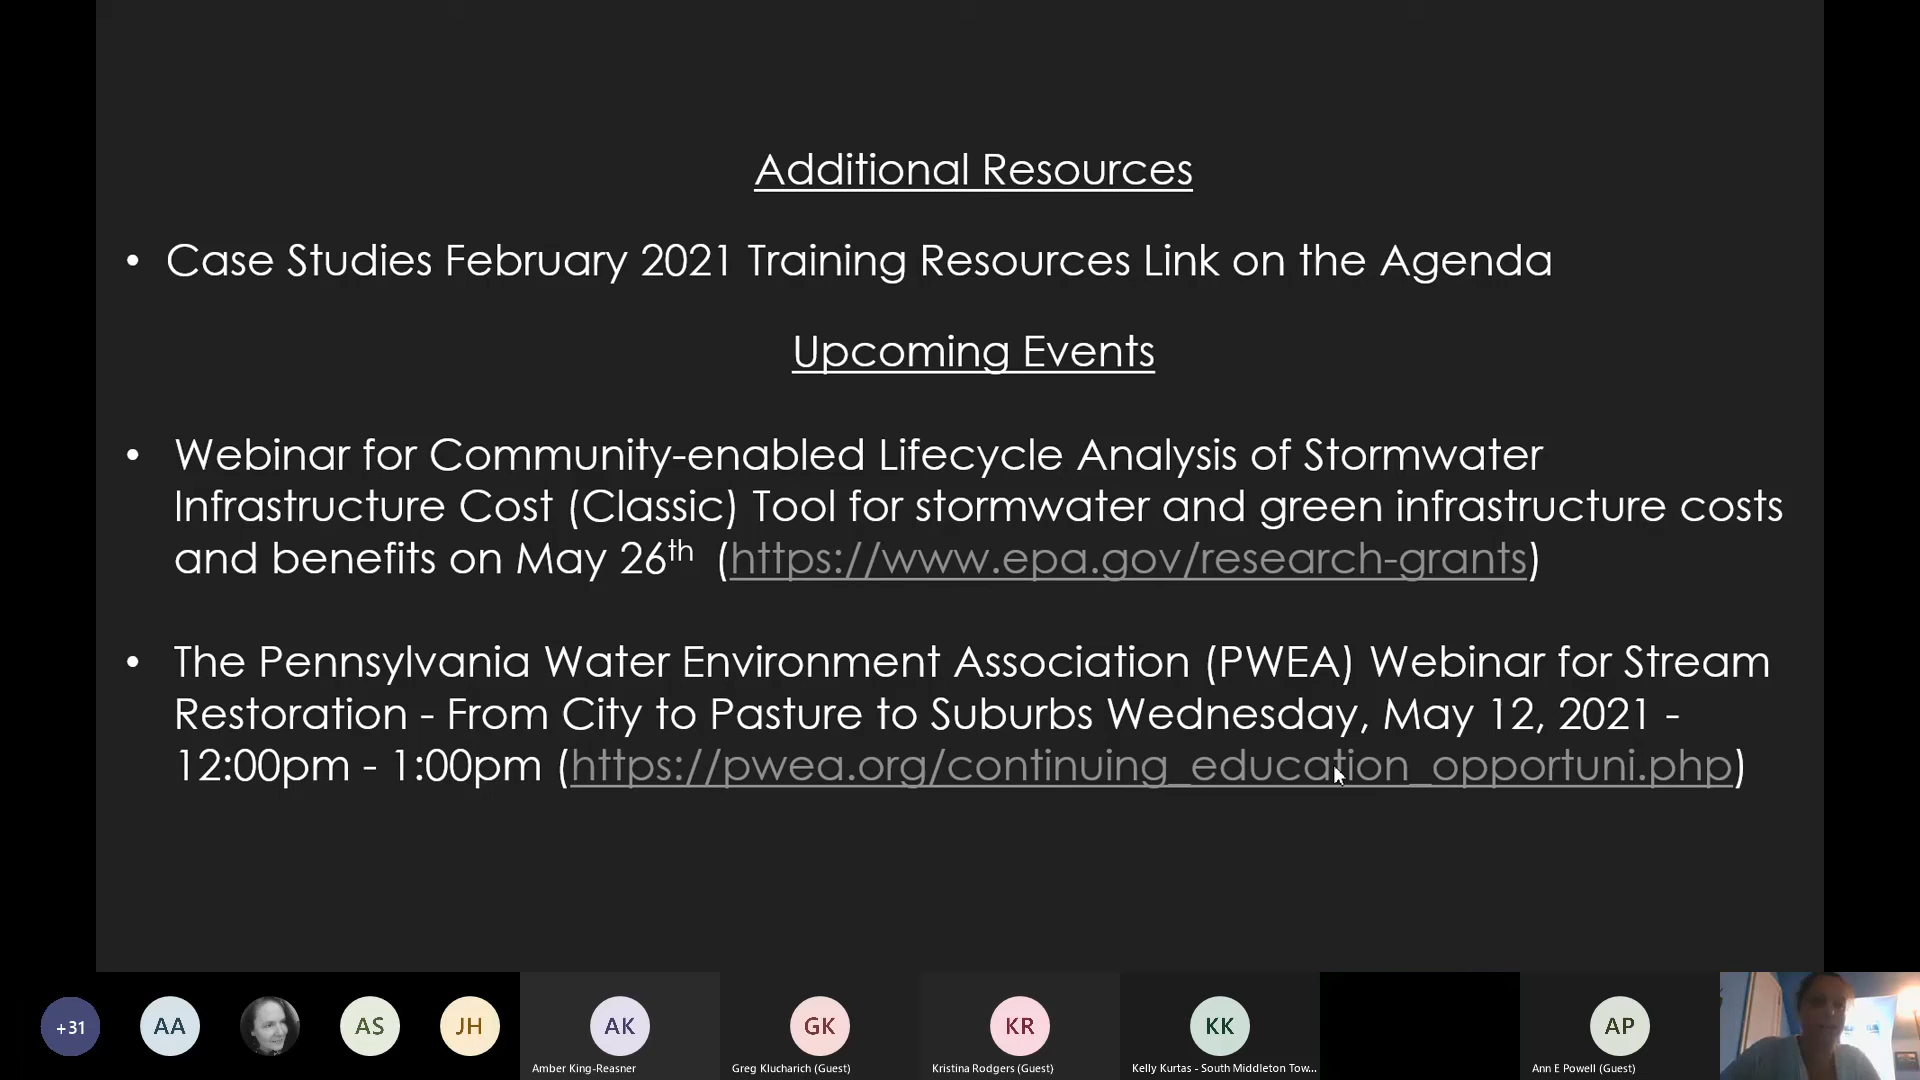 Additional Resources
• Case Studies February 2021 Training Resources Link on the Agenda
Upcoming Events
• Webinar for Community-enabled Lifecycle Analysis of Stormwater
Infrastructure Cost (Classic) Tool for stormwater and green infrastructure costs
and benefits on May 26th (https://www.epa.gov/research-grants)
• The Pennsylvania Water Environment Association (PWEA) Webinar for Stream
Restoration - From City to Pasture to Suburbs Wednesday, May 12, 2021 -
12:00pm - 1:00pm (https://pwea.org/continuing_education_opportuni.php)
+31 AA AS JH AK GK KR KK AP
Amber King-Reasner Greg Klucharich (Guest) Kristina Rodgers (Guest) Kelly Kurtas - South Middleton Tow... Ann E Powell (Guest)